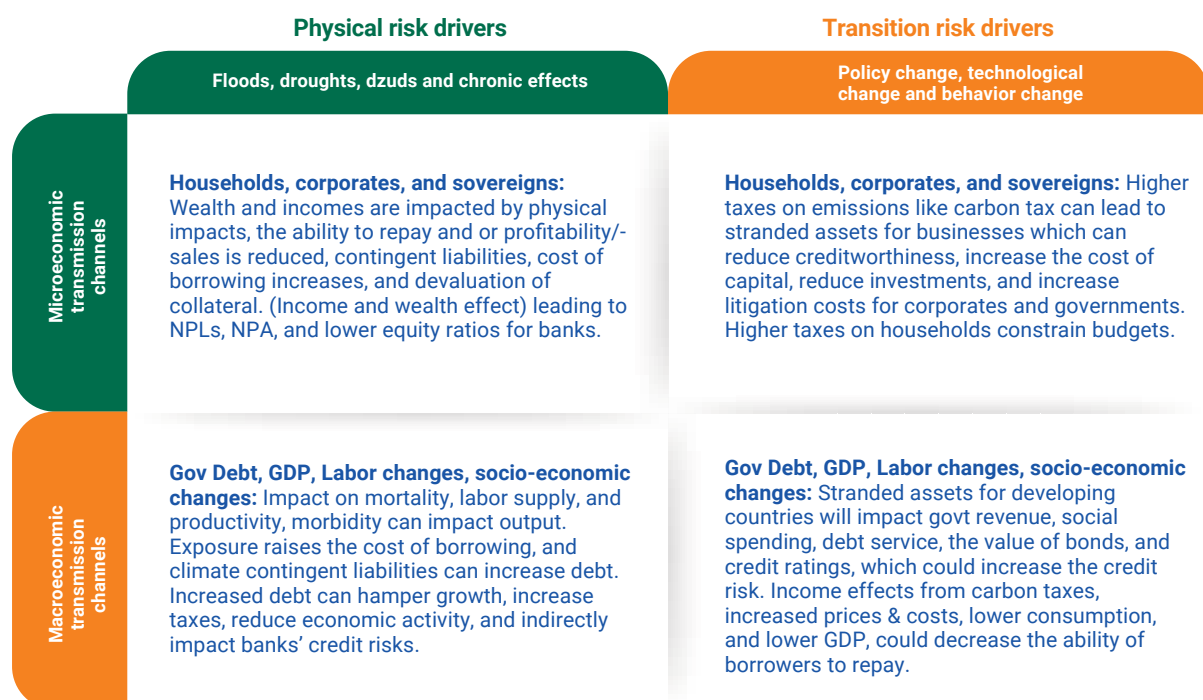 Physical risk drivers
Transition risk drivers
Floods, droughts, dzuds and chronic effects
Policy change, technological
change and behavior change
Microeconomic
transmission
channels
Households, corporates, and sovereigns:
Wealth and incomes are impacted by physical
impacts, the ability to repay and or profitability/-
sales is reduced, contingent liabilities, cost of
borrowing increases, and devaluation of
collateral. (Income and wealth effect) leading to
NPLs, NPA, and lower equity ratios for banks.
Households, corporates, and sovereigns: Higher
taxes on emissions like carbon tax can lead to
stranded assets for businesses which can
reduce creditworthiness, increase the cost of
capital, reduce investments, and increase
litigation costs for corporates and governments.
Higher taxes on households constrain budgets.
Macroeconomic
transmission
channels
Gov Debt, GDP, Labor changes, socio-economic
changes: Impact on mortality, labor supply, and
productivity, morbidity can impact output.
Exposure raises the cost of borrowing, and
climate contingent liabilities can increase debt.
Increased debt can hamper growth, increase
taxes, reduce economic activity, and indirectly
impact banks’ credit risks.
Gov Debt, GDP, Labor changes, socio-economic
changes: Stranded assets for developing
countries will impact govt revenue, social
spending, debt service, the value of bonds, and
credit ratings, which could increase the credit
risk. Income effects from carbon taxes,
increased prices & costs, lower consumption,
and lower GDP, could decrease the ability of
borrowers to repay.